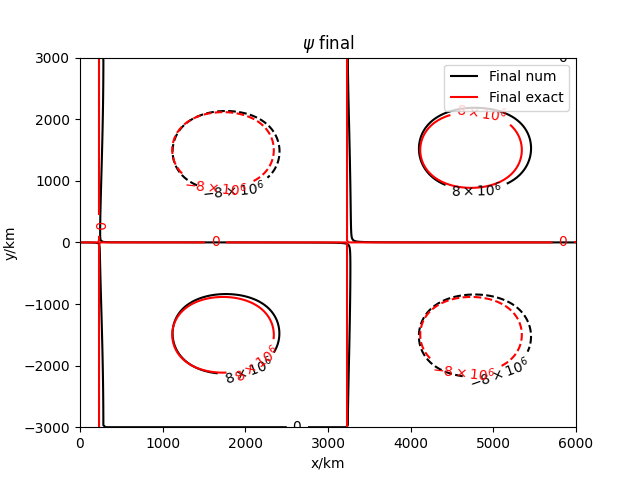 ψ final
Final num
Final exact
3000
2000
1000
0
−1000
−2000
−3000
y/km
0
0
0
0
0
−8 × 10⁶
−8 × 10⁶
8 × 10⁶
8 × 10⁶
8 × 10⁶
8 × 10⁶
−8 × 10⁶
−8 × 10⁶
0 1000 2000 3000 4000 5000 6000
x/km